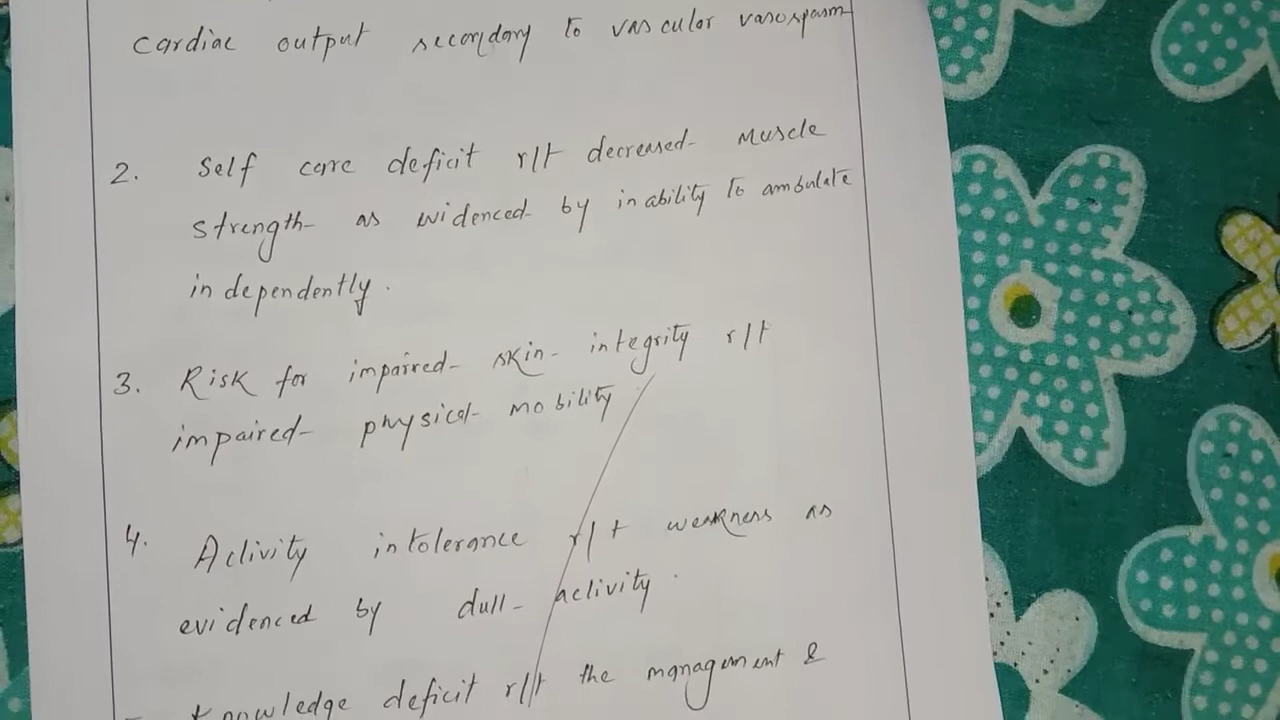 cardiac output secondary to vascular vasospasm
2. Self care deficit r/t decreased muscle
strength as evidenced by inability to ambulate
independently.
3. Risk for impaired skin integrity r/t
impaired physical mobility
4. Activity intolerance r/t weakness as
evidenced by dull activity.
knowledge deficit r/t the management &